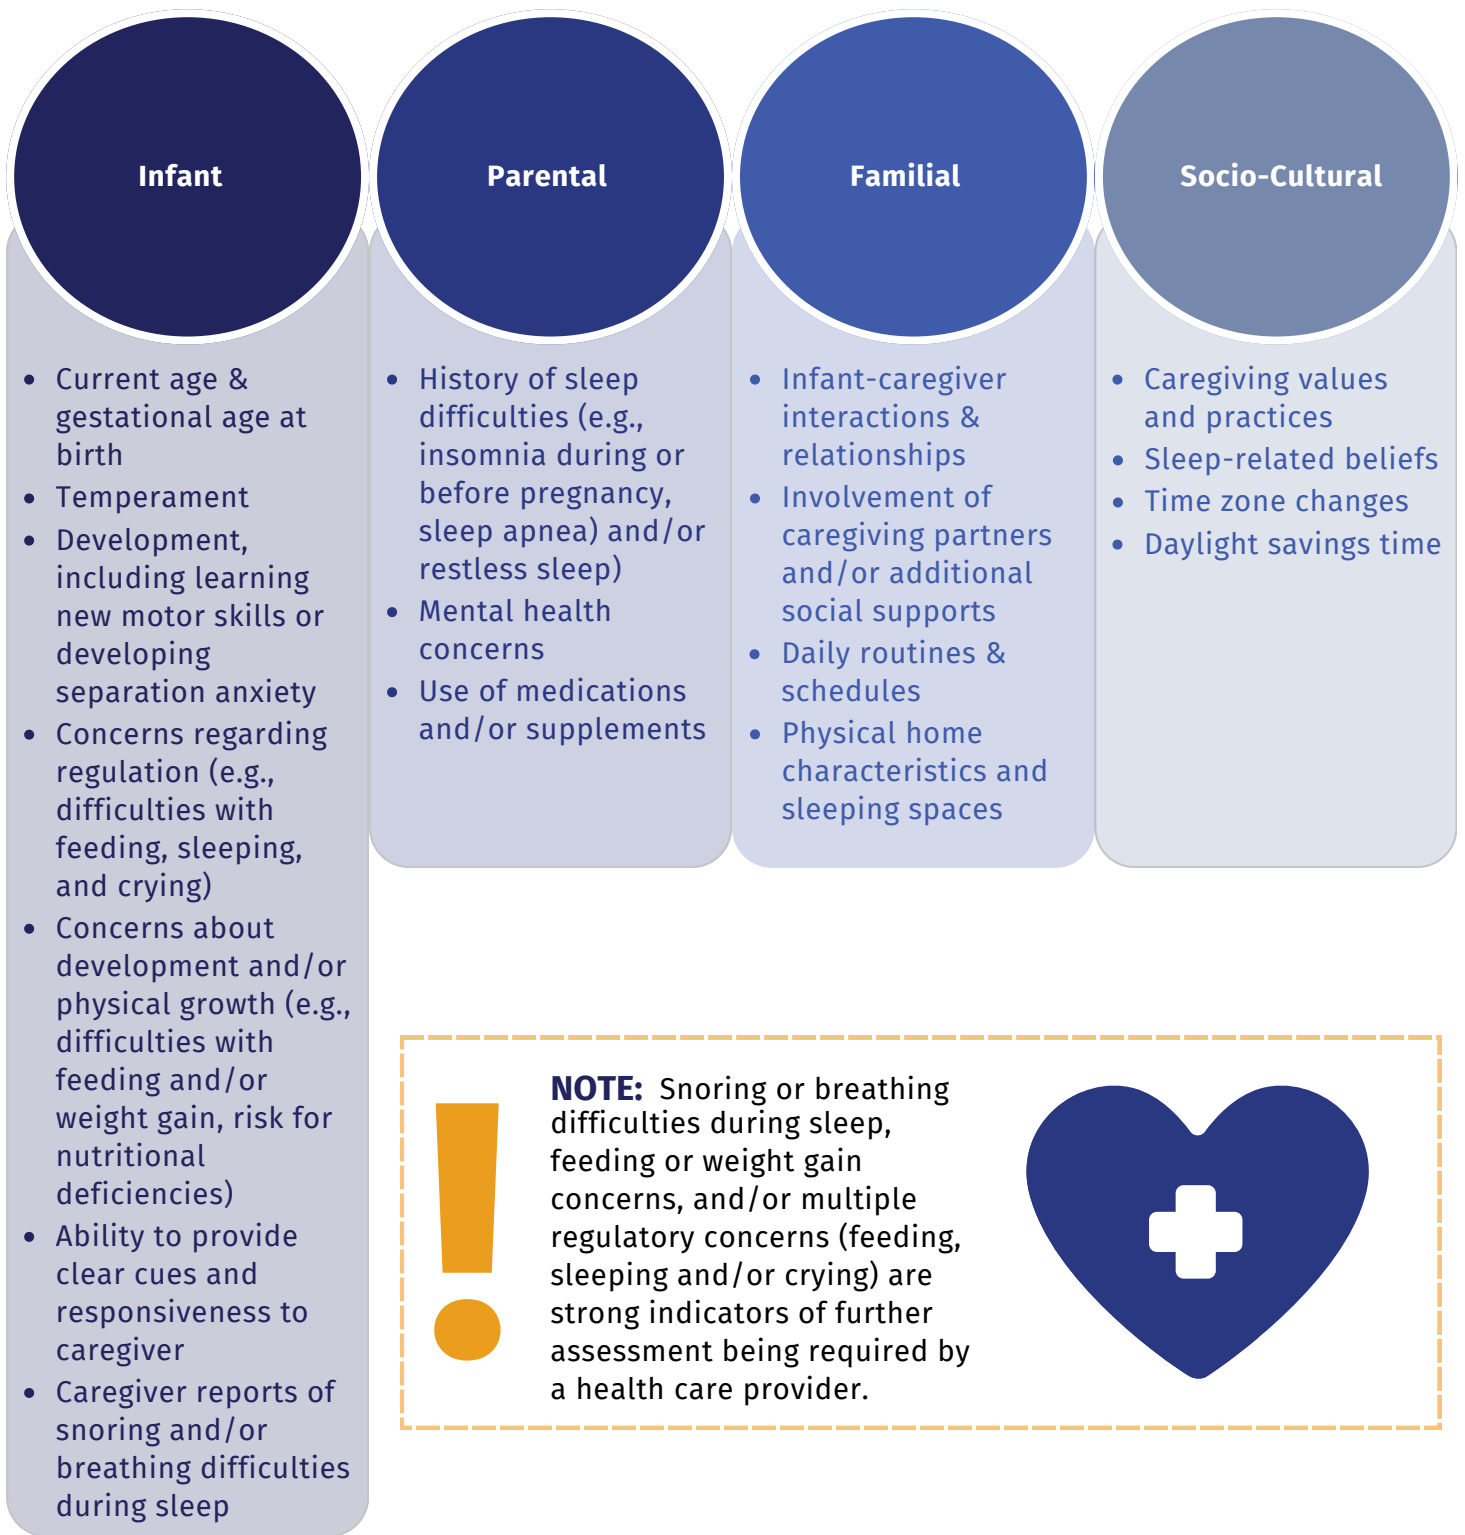 Infant
Current age &
gestational age at
birth
Temperament
Development,
including learning
new motor skills or
developing
separation anxiety
Concerns regarding
regulation (e.g.,
difficulties with
feeding, sleeping,
and crying)
Concerns about
development and/or
physical growth (e.g.,
difficulties with
feeding and/or
weight gain, risk for
nutritional
deficiencies)
Ability to provide
clear cues and
responsiveness to
caregiver
Caregiver reports of
snoring and/or
breathing difficulties
during sleep
Parental
History of sleep
difficulties (e.g.,
insomnia during or
before pregnancy,
sleep apnea) and/or
restless sleep)
Mental health
concerns
Use of medications
and/or supplements
Familial
Infant-caregiver
interactions &
relationships
Involvement of
caregiving partners
and/or additional
social supports
Daily routines &
schedules
Physical home
characteristics and
sleeping spaces
Socio-Cultural
Caregiving values
and practices
Sleep-related beliefs
Time zone changes
Daylight savings time
NOTE: Snoring or breathing
difficulties during sleep,
feeding or weight gain
concerns, and/or multiple
regulatory concerns (feeding,
sleeping and/or crying) are
strong indicators of further
assessment being required by
a health care provider.